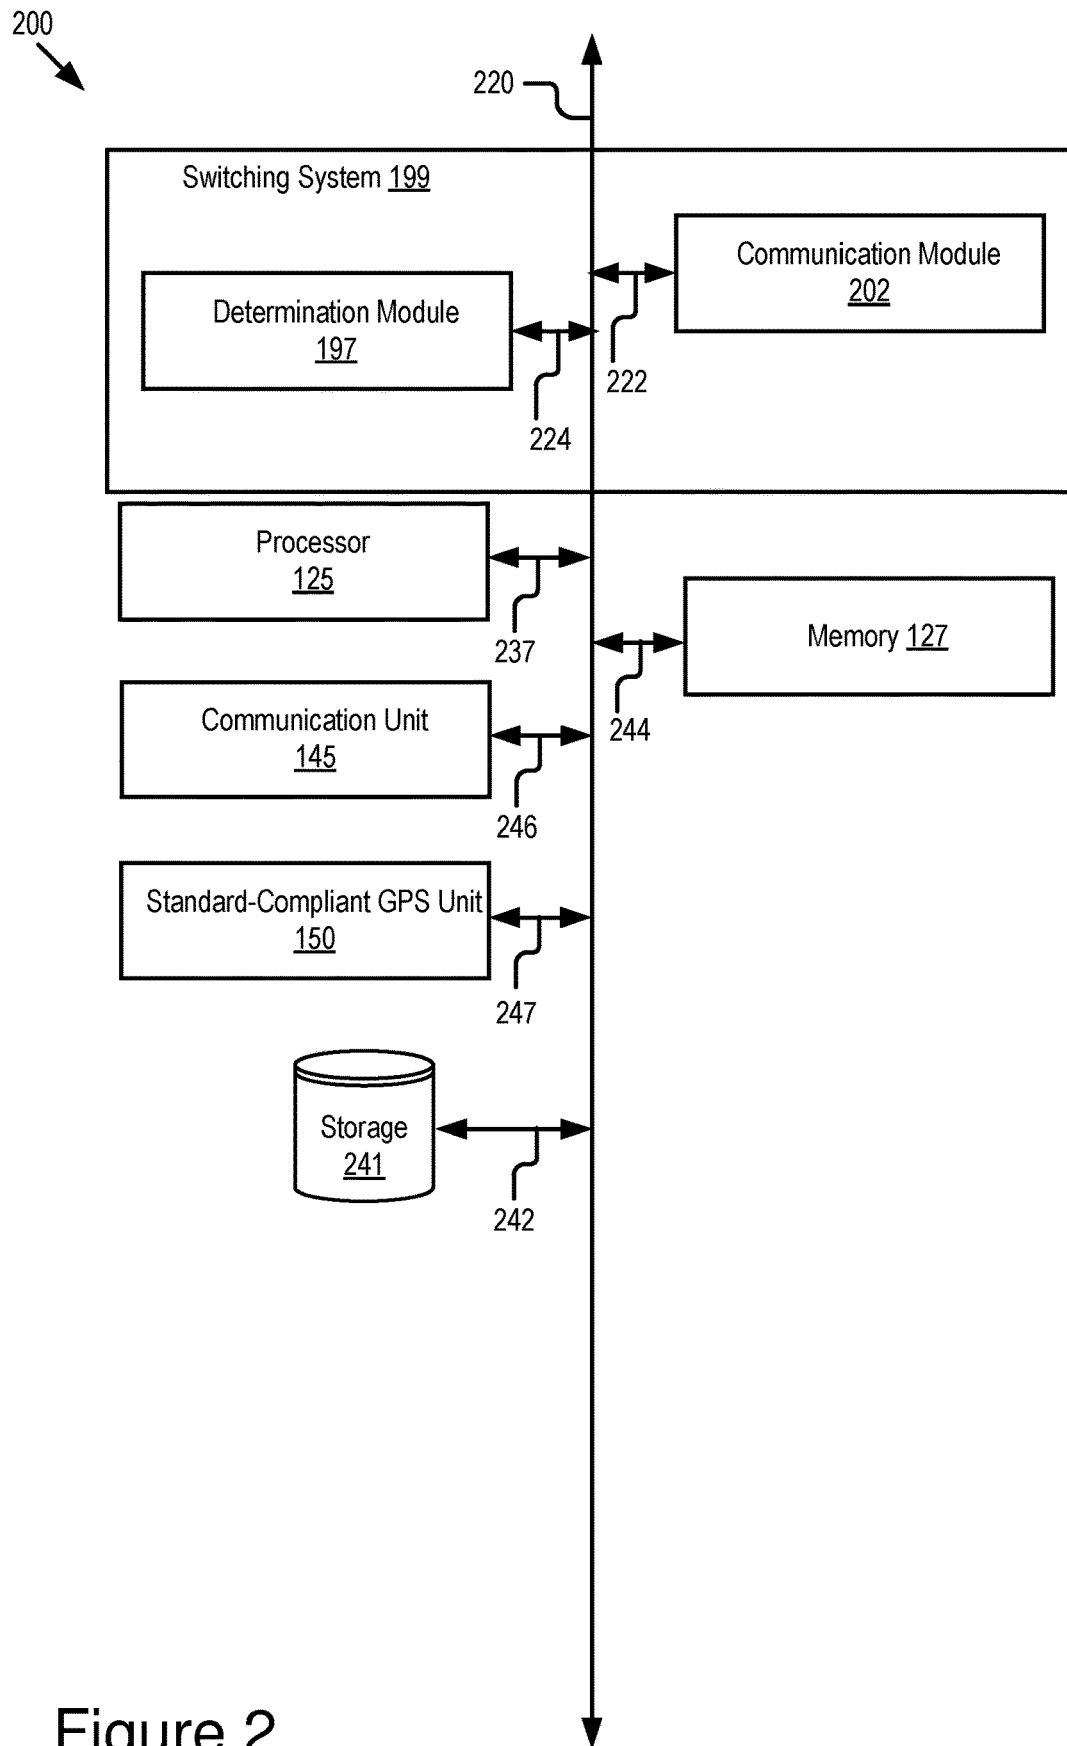 200
220
Switching System 199
Communication Module
202
Determination Module
197
222
224
Processor
125
237
Memory 127
244
Communication Unit
145
246
Standard-Compliant GPS Unit
150
247
Storage
241
242
Figure 2